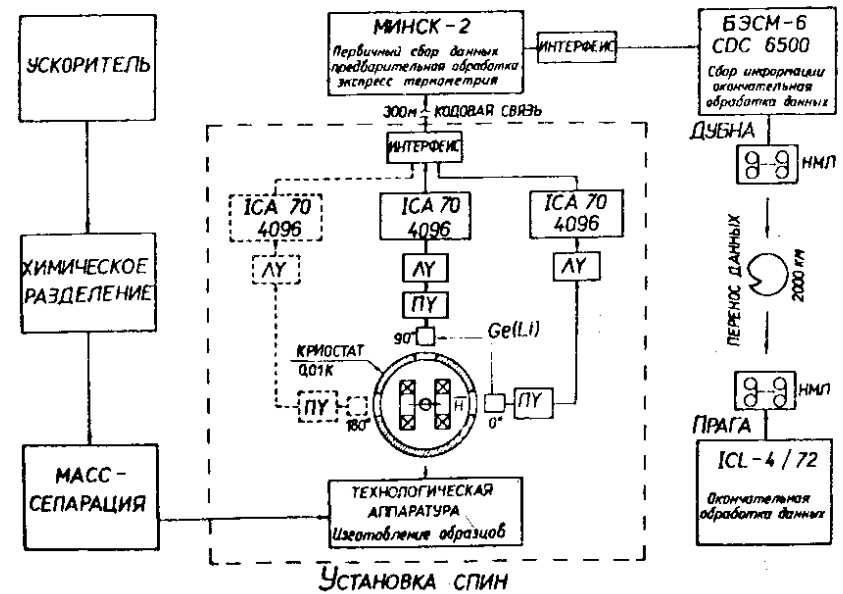 УСКОРИТЕЛЬ
ХИМИЧЕСКОЕ
РАЗДЕЛЕНИЕ
МАСС-
СЕПАРАЦИЯ
МИНСК-2
Первичный сбор данных
предварительная обработка
экспресс термометрия
ИНТЕРФЕИС
БЭСМ-6
CDC 6500
Сбор информации
окончательная
обработка данных
300м КОДОВАЯ СВЯЗЬ
ИНТЕРФЕИС
ICA 70
4096
ICA 70
4096
ICA 70
4096
ЛУ
ЛУ
ЛУ
ПУ
90°
Ge(Li)
КРИОСТАТ
0,01К
ПУ
180°
H
0°
ПУ
ТЕХНОЛОГИЧЕСКАЯ
АППАРАТУРА
Изготовление образцов
УСТАНОВКА СПИН
ДУБНА
НМЛ
ПЕРЕНОС ДАННЫХ
2000 км
НМЛ
ПРАГА
ICL-4/72
Окончательная
обработка данных